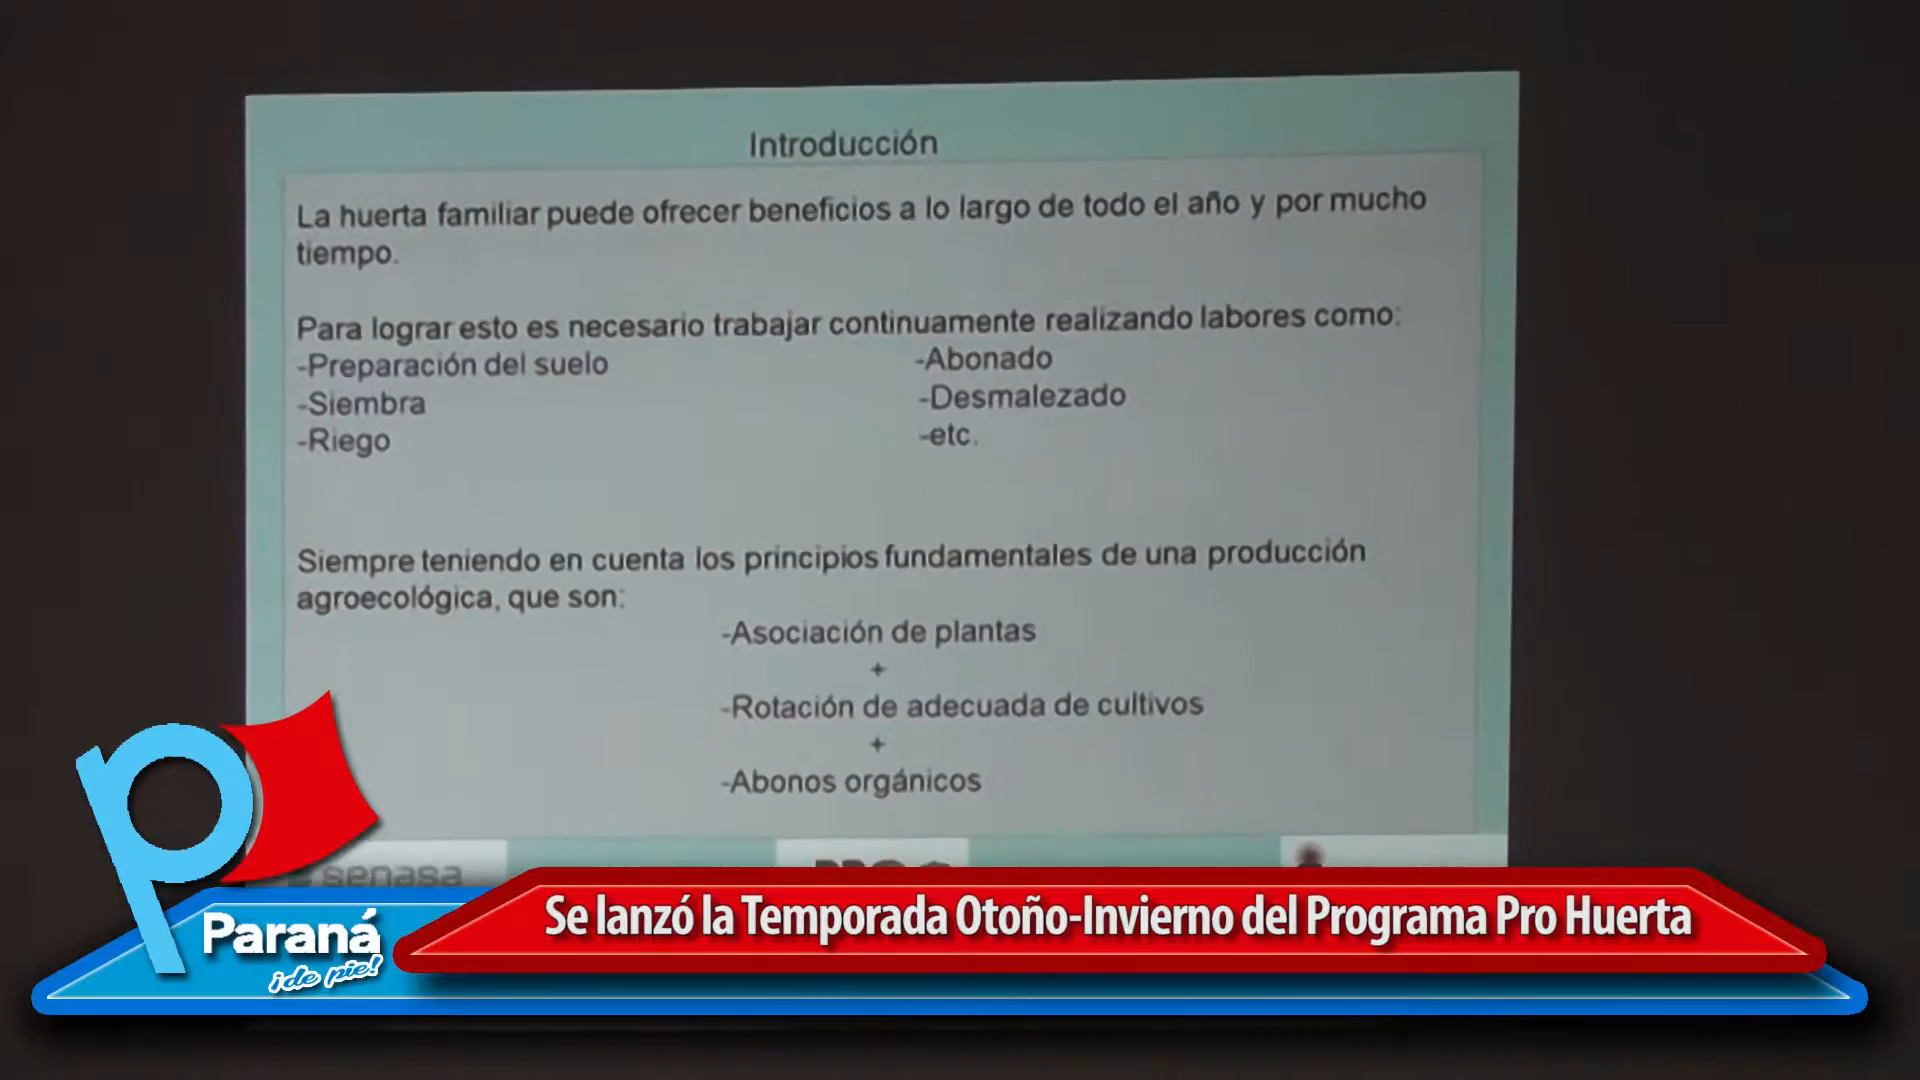 Introducción
La huerta familiar puede ofrecer beneficios a lo largo de todo el año y por mucho
tiempo.
Para lograr esto es necesario trabajar continuamente realizando labores como:
-Preparación del suelo
-Siembra
-Riego
-Abonado
-Desmalezado
-etc.
Siempre teniendo en cuenta los principios fundamentales de una producción
agroecológica, que son:
-Asociación de plantas
+
-Rotación de adecuada de cultivos
+
-Abonos orgánicos
senasa
Paraná
¡de pie!
Se lanzó la Temporada Otoño-Invierno del Programa Pro Huerta